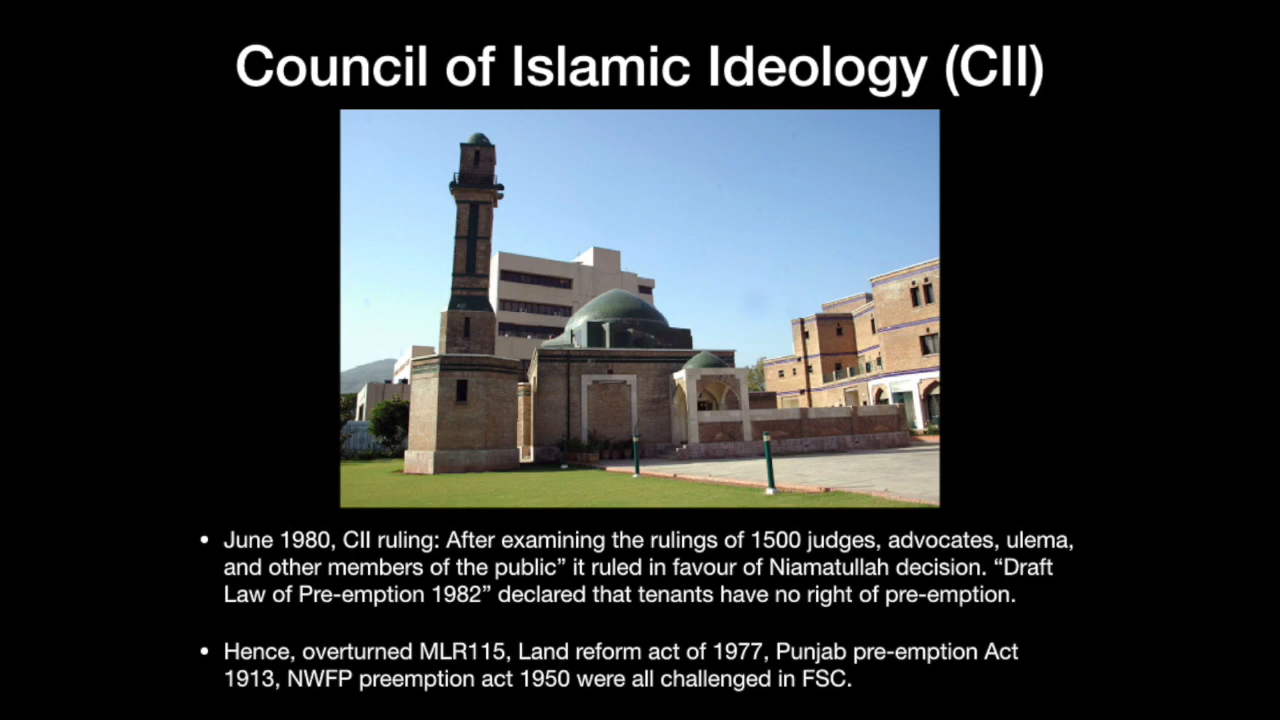 Council of Islamic Ideology (CII)
• June 1980, CII ruling: After examining the rulings of 1500 judges, advocates, ulema,
and other members of the public” it ruled in favour of Niamatullah decision. “Draft
Law of Pre-emption 1982” declared that tenants have no right of pre-emption.
• Hence, overturned MLR115, Land reform act of 1977, Punjab pre-emption Act
1913, NWFP preemption act 1950 were all challenged in FSC.